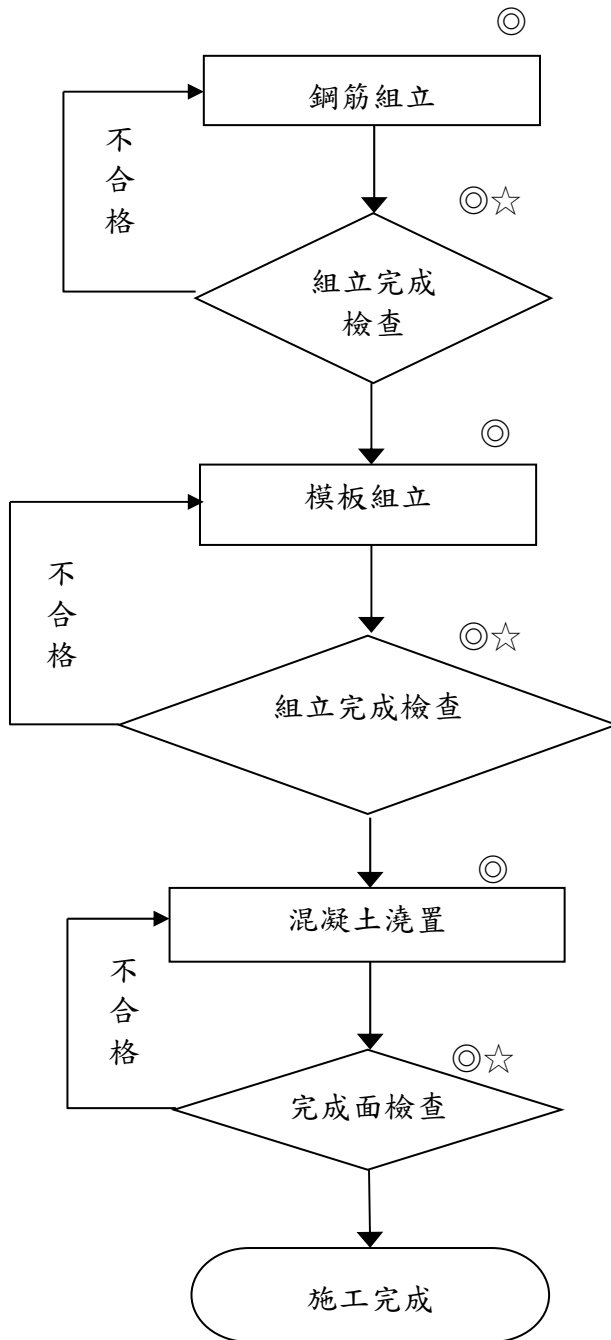 ◎
鋼筋組立
不
合
格
◎☆
組立完成
檢查
◎
模板組立
不
合
格
◎☆
組立完成檢查
◎
混凝土澆置
不
合
格
◎☆
完成面檢查
施工完成